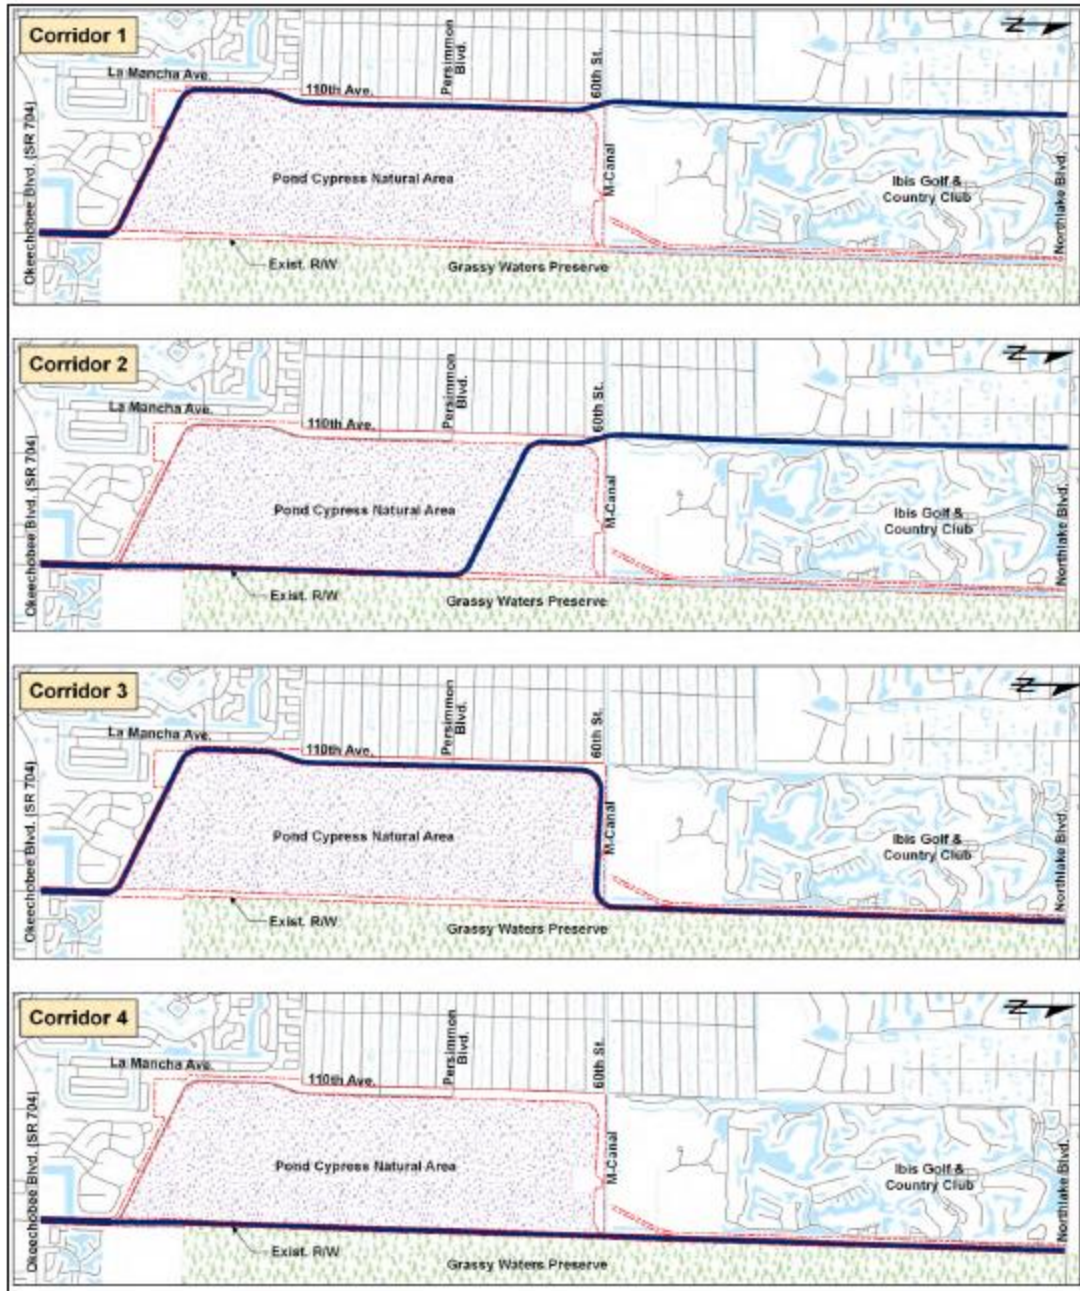 Corridor 1
N
La Mancha Ave.
110th Ave.
Persimmon
Blvd.
60th St.
Okeechobee Blvd. (SR 704)
Pond Cypress Natural Area
M-Canal
Ibis Golf &
Country Club
Northlake Blvd.
Exist. R/W
Grassy Waters Preserve
Corridor 2
N
La Mancha Ave.
110th Ave.
Persimmon
Blvd.
60th St.
Okeechobee Blvd. (SR 704)
Pond Cypress Natural Area
M-Canal
Ibis Golf &
Country Club
Northlake Blvd.
Exist. R/W
Grassy Waters Preserve
Corridor 3
N
La Mancha Ave.
110th Ave.
Persimmon
Blvd.
60th St.
Okeechobee Blvd. (SR 704)
Pond Cypress Natural Area
M-Canal
Ibis Golf &
Country Club
Northlake Blvd.
Exist. R/W
Grassy Waters Preserve
Corridor 4
N
La Mancha Ave.
110th Ave.
Persimmon
Blvd.
60th St.
Okeechobee Blvd. (SR 704)
Pond Cypress Natural Area
M-Canal
Ibis Golf &
Country Club
Northlake Blvd.
Exist. R/W
Grassy Waters Preserve